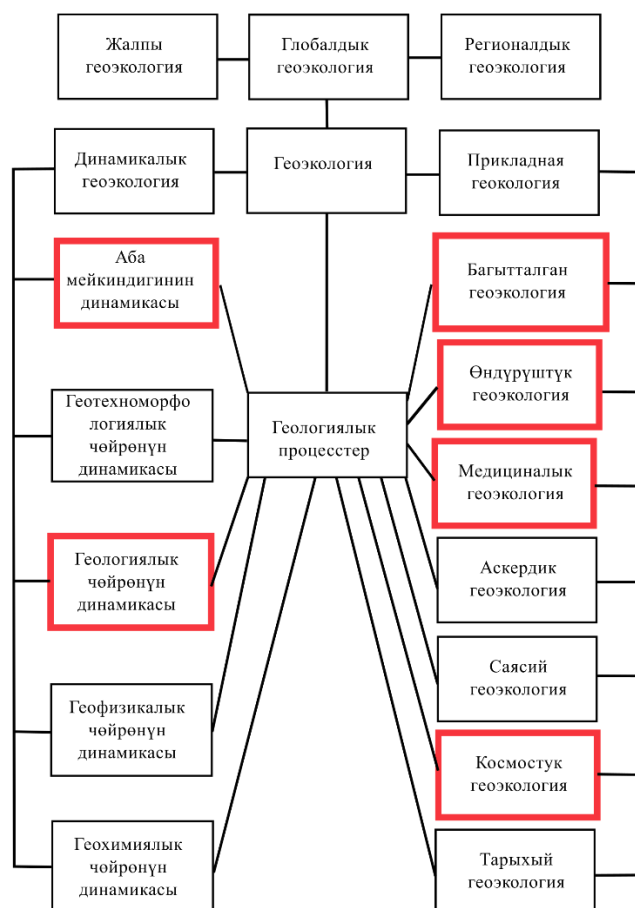 Жалпы
геоэкология
Глобалдык
геоэкология
Регионалдык
геоэкология
Динамикалык
геоэкология
Геоэкология
Прикладная
геокология
Аба
мейкиндигинин
динамикасы
Багытталган
геоэкология
Өндүрүштүк
геоэкология
Геотехноморфо
логиялык
чөйрөнүн
динамикасы
Геологиялык
процесстер
Медициналык
геоэкология
Геологиялык
чөйрөнүн
динамикасы
Аскердик
геоэкология
Саясий
геоэкология
Геофизикалык
чөйрөнүн
динамикасы
Космостук
геоэкология
Геохимиялык
чөйрөнүн
динамикасы
Тарыхый
геоэкология